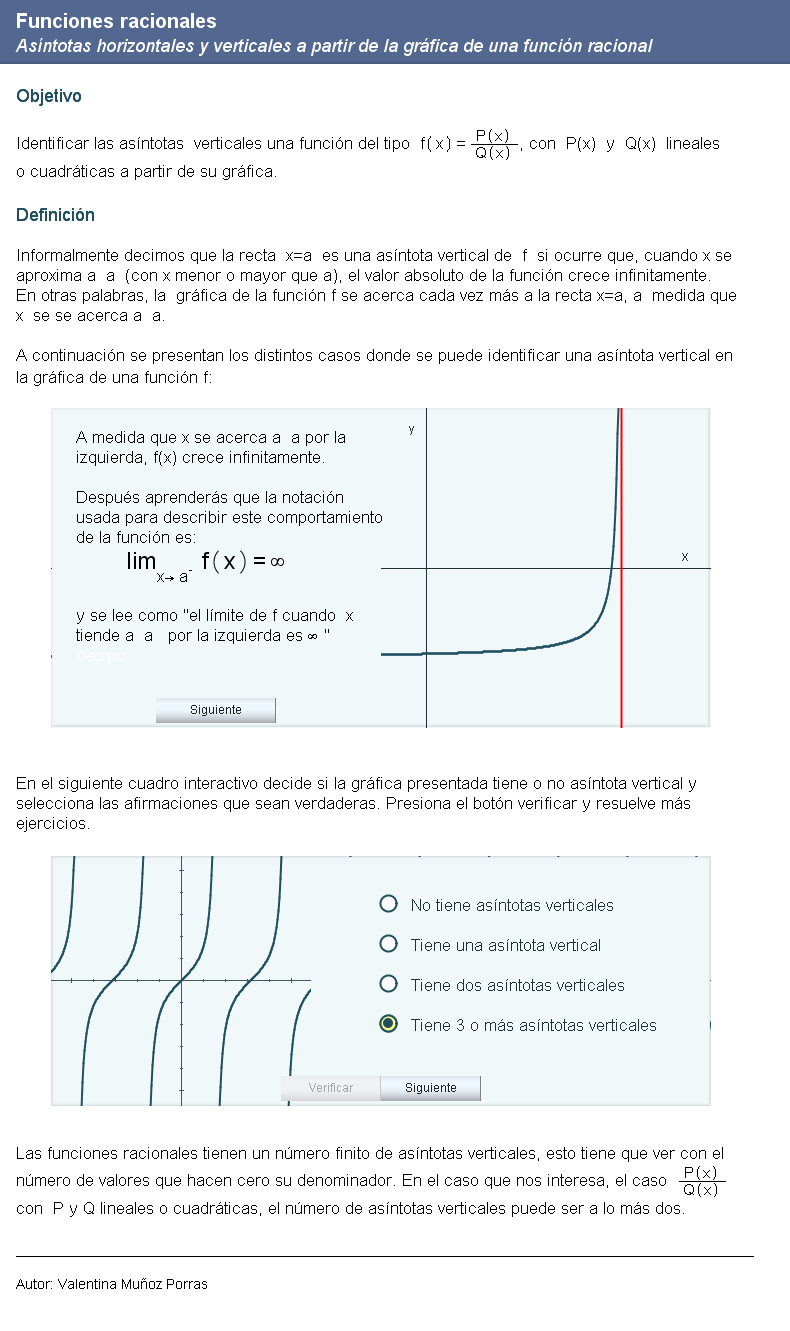 Funciones racionales
Asíntotas horizontales y verticales a partir de la gráfica de una función racional
Objetivo
Identificar las asíntotas verticales una función del tipo f(x) = P(x)/Q(x), con P(x) y Q(x) lineales
o cuadráticas a partir de su gráfica.
Definición
Informalmente decimos que la recta x=a es una asíntota vertical de f si ocurre que, cuando x se
aproxima a a (con x menor o mayor que a), el valor absoluto de la función crece infinitamente.
En otras palabras, la gráfica de la función f se acerca cada vez más a la recta x=a, a medida que
x se se acerca a a.
A continuación se presentan los distintos casos donde se puede identificar una asíntota vertical en
la gráfica de una función f:
A medida que x se acerca a a por la
izquierda, f(x) crece infinitamente.
Después aprenderás que la notación
usada para describir este comportamiento
de la función es:
lim x→ a⁻ f(x) = ∞
y se lee como "el límite de f cuando x
tiende a a por la izquierda es ∞ "
Despu
Siguiente
y
x
En el siguiente cuadro interactivo decide si la gráfica presentada tiene o no asíntota vertical y
selecciona las afirmaciones que sean verdaderas. Presiona el botón verificar y resuelve más
ejercicios.
No tiene asíntotas verticales
Tiene una asíntota vertical
Tiene dos asíntotas verticales
Tiene 3 o más asíntotas verticales
Verificar
Siguiente
Las funciones racionales tienen un número finito de asíntotas verticales, esto tiene que ver con el
número de valores que hacen cero su denominador. En el caso que nos interesa, el caso P(x)/Q(x)
con P y Q lineales o cuadráticas, el número de asíntotas verticales puede ser a lo más dos.
Autor: Valentina Muñoz Porras